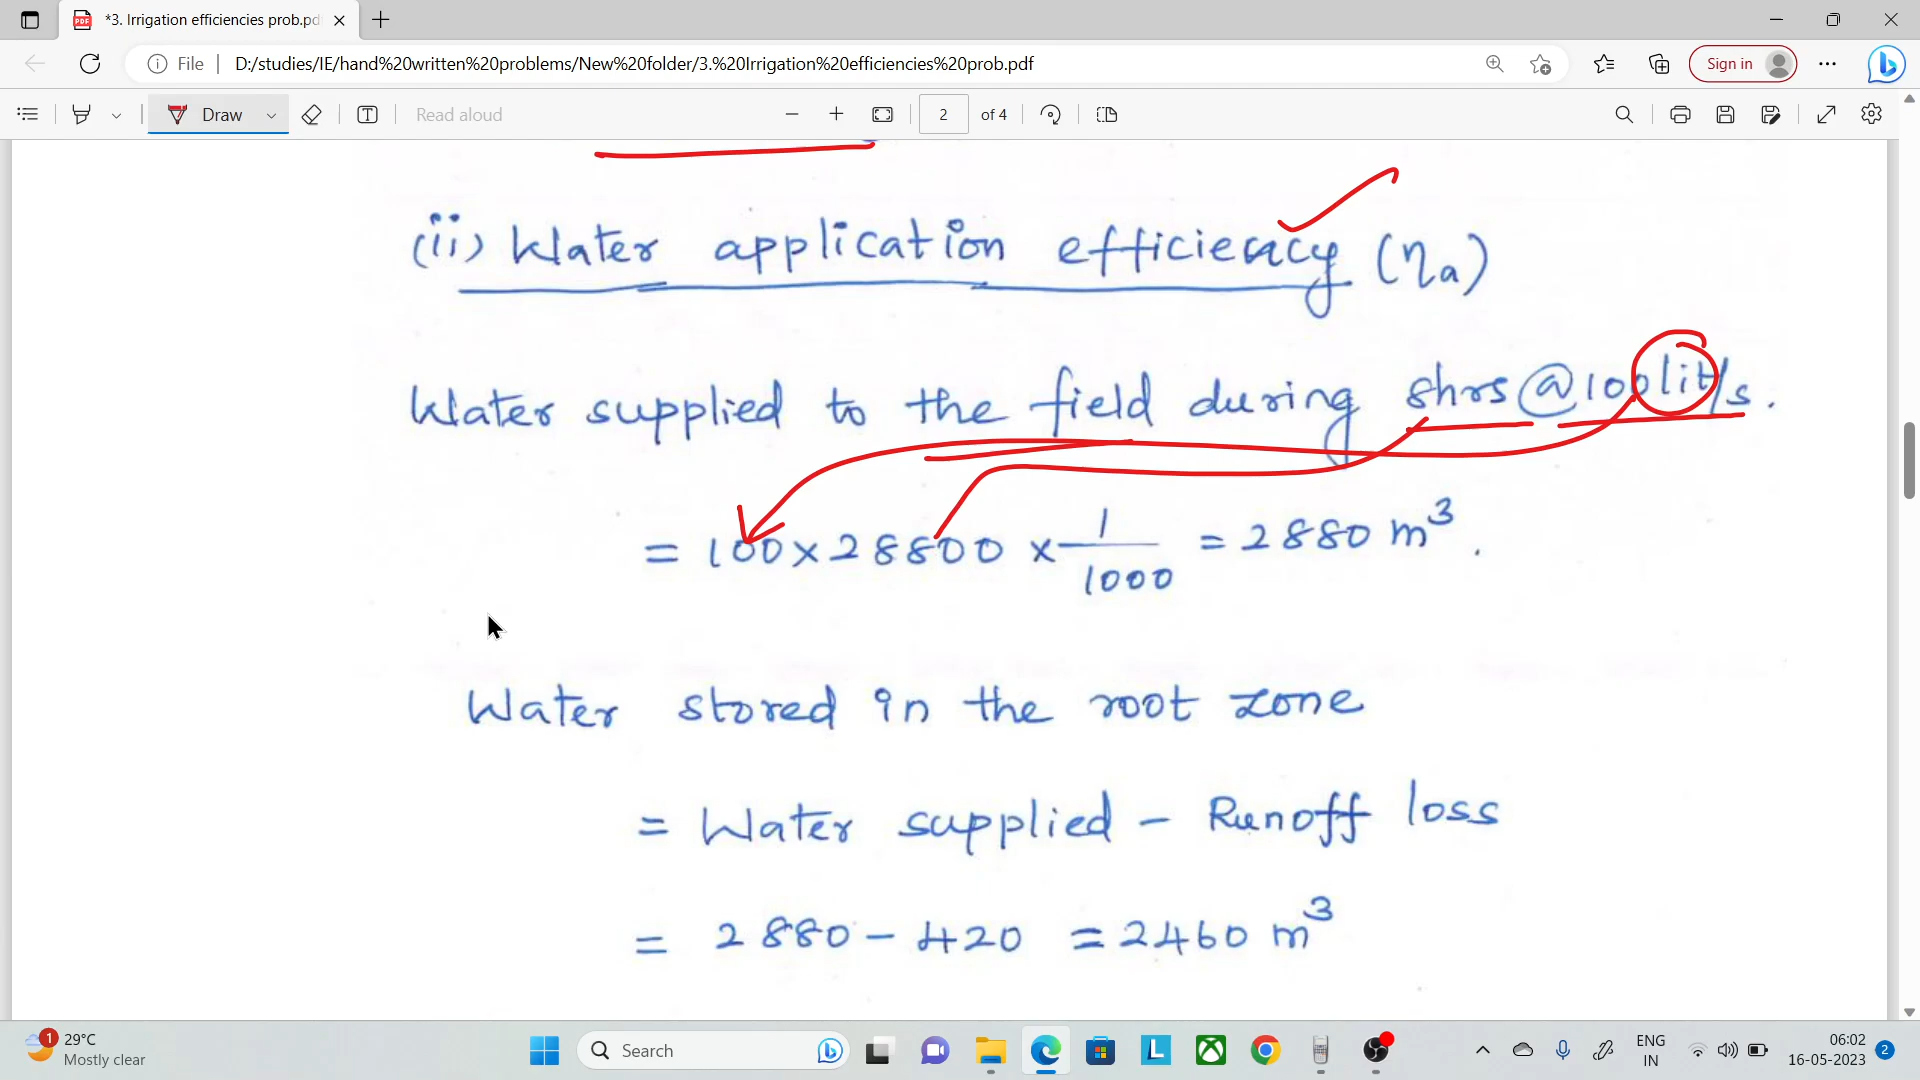 *3. Irrigation efficiencies prob.pd
File
D:/studies/IE/hand%20written%20problems/New%20folder/3.%20Irrigation%20efficiencies%20prob.pdf
Sign in
Draw
Read aloud
2 of 4
(ii) Water application efficiency (ηa)
Water supplied to the field during 8hrs @ 100lit/s.
= 100 x 28800 x 1/1000 = 2880 m³.
Water stored in the root zone
= Water supplied - Runoff loss
= 2880 - 420 = 2460 m³
1
29°C
Mostly clear
Search
ENG
IN
06:02
16-05-2023
2